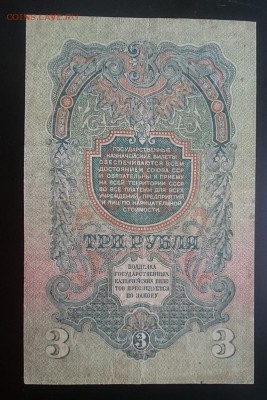 coins.skaz.ru
3
ГОСУДАРСТВЕННЫЕ
КАЗНАЧЕЙСКИЕ БИЛЕТЫ
ОБЕСПЕЧИВАЮТСЯ ВСЕМ
ДОСТОЯНИЕМ СОЮЗА ССР
И ОБЯЗАТЕЛЬНЫ К ПРИЕМУ
НА ВСЕЙ ТЕРРИТОРИИ СССР
ВО ВСЕ ПЛАТЕЖИ ДЛЯ ВСЕХ
УЧРЕЖДЕНИЙ, ПРЕДПРИЯТИЙ
И ЛИЦ ПО НАРИЦАТЕЛЬНОЙ
СТОИМОСТИ.
ТРИ РУБЛЯ
ПОДДЕЛКА
ГОСУДАРСТВЕННЫХ
КАЗНАЧЕЙСКИХ БИЛЕ
ТОВ ПРЕСЛЕДУЕТСЯ
ПО ЗАКОНУ
3 3 3